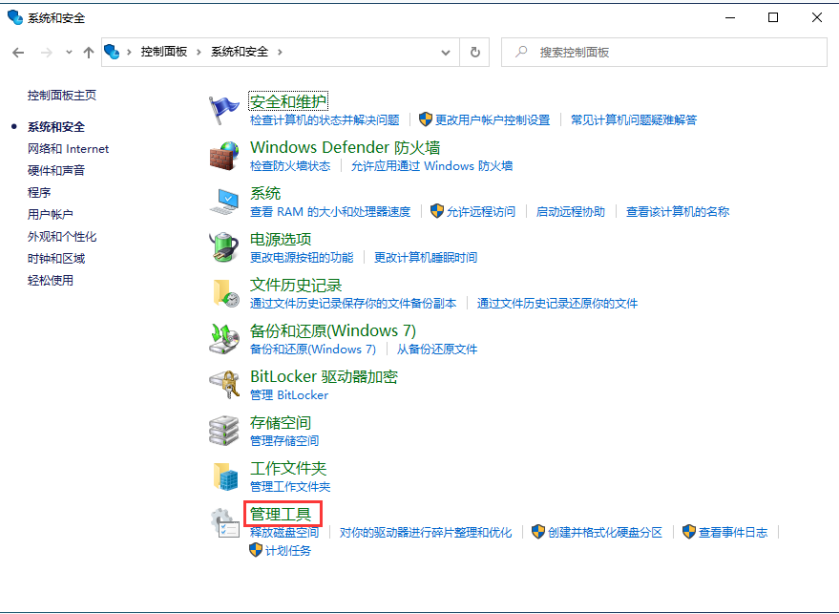 系统和安全
控制面板 › 系统和安全 ›
搜索控制面板
控制面板主页
系统和安全
网络和 Internet
硬件和声音
程序
用户帐户
外观和个性化
时钟和区域
轻松使用
安全和维护
检查计算机的状态并解决问题 更改用户帐户控制设置 常见计算机问题疑难解答
Windows Defender 防火墙
检查防火墙状态 允许应用通过 Windows 防火墙
系统
查看 RAM 的大小和处理器速度 允许远程访问 启动远程协助 查看该计算机的名称
电源选项
更改电源按钮的功能 更改计算机睡眠时间
文件历史记录
通过文件历史记录保存你的文件备份副本 通过文件历史记录还原你的文件
备份和还原(Windows 7)
备份和还原(Windows 7) 从备份还原文件
BitLocker 驱动器加密
管理 BitLocker
存储空间
管理存储空间
工作文件夹
管理工作文件夹
管理工具
释放磁盘空间 对你的驱动器进行碎片整理和优化 创建并格式化硬盘分区 查看事件日志
计划任务